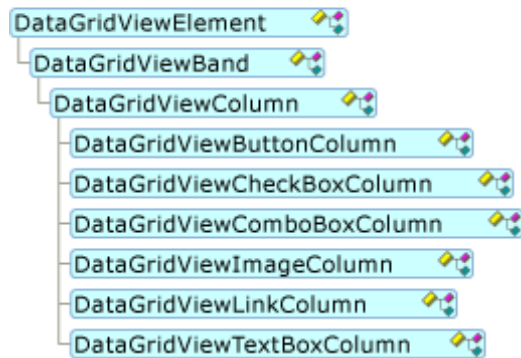 DataGridViewElement
DataGridViewBand
DataGridViewColumn
DataGridViewButtonColumn
DataGridViewCheckBoxColumn
DataGridViewComboBoxColumn
DataGridViewImageColumn
DataGridViewLinkColumn
DataGridViewTextBoxColumn